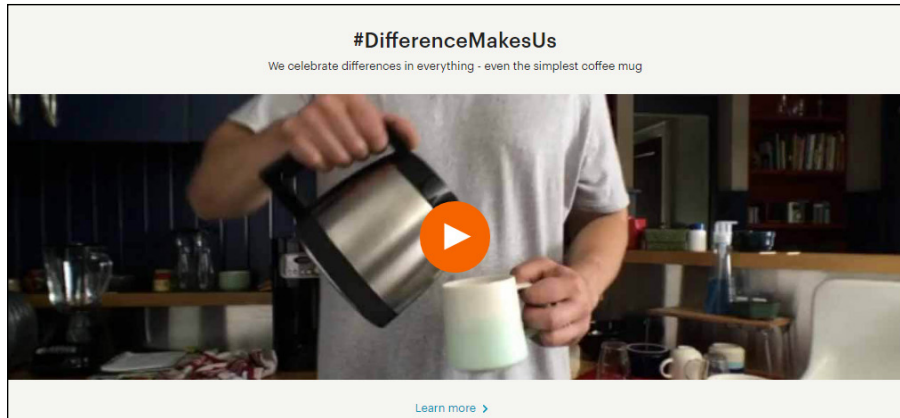 #DifferenceMakesUs
We celebrate differences in everything - even the simplest coffee mug
Learn more >